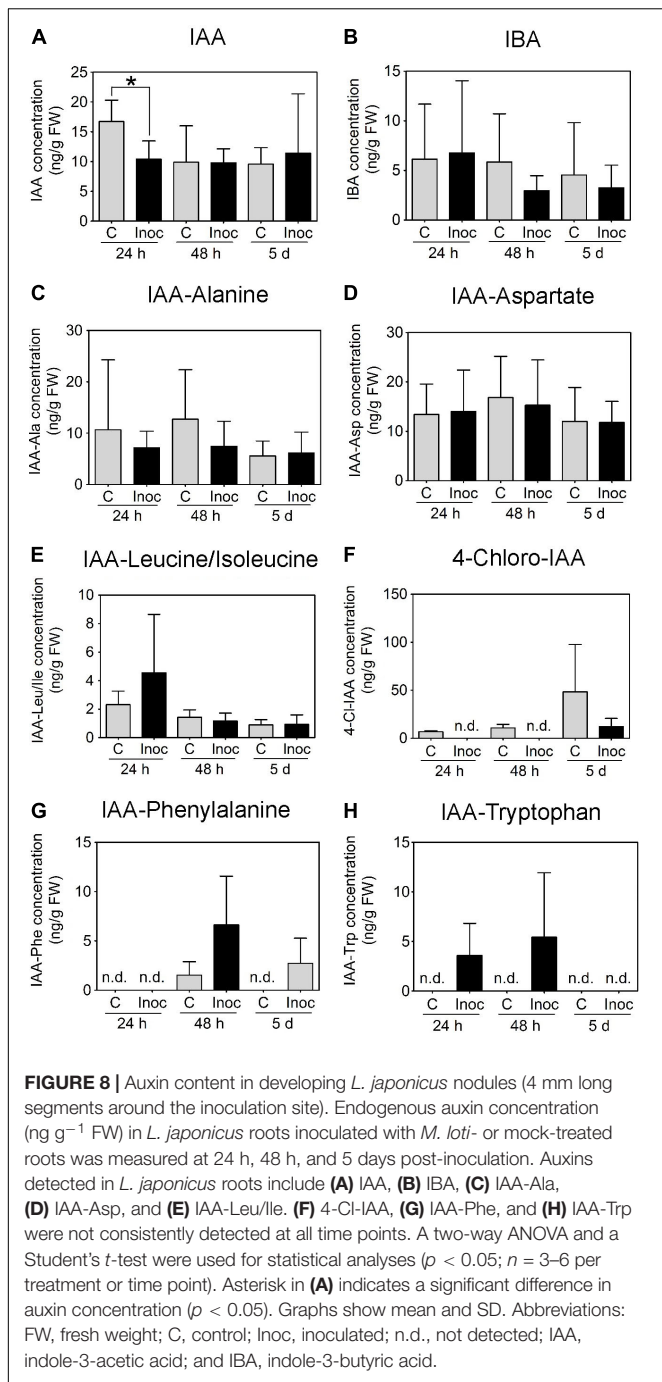 A
IAA
IAA concentration
(ng/g FW)
25
20
15
10
5
0
*
C Inoc C Inoc C Inoc
24 h 48 h 5 d
B
IBA
IBA concentration
(ng/g FW)
15
10
5
0
C Inoc C Inoc C Inoc
24 h 48 h 5 d
C
IAA-Alanine
IAA-Ala concentration
(ng/g FW)
30
20
10
0
C Inoc C Inoc C Inoc
24 h 48 h 5 d
D
IAA-Aspartate
IAA-Asp concentration
(ng/g FW)
30
20
10
0
C Inoc C Inoc C Inoc
24 h 48 h 5 d
E
IAA-Leucine/Isoleucine
IAA-Leu/Ile concentration
(ng/g FW)
10
8
6
4
2
0
C Inoc C Inoc C Inoc
24 h 48 h 5 d
F
4-Chloro-IAA
4-Cl-IAA concentration
(ng/g FW)
150
100
50
0
n.d. n.d.
C Inoc C Inoc C Inoc
24 h 48 h 5 d
G
IAA-Phenylalanine
IAA-Phe concentration
(ng/g FW)
15
10
5
0
n.d. n.d. n.d.
C Inoc C Inoc C Inoc
24 h 48 h 5 d
H
IAA-Tryptophan
IAA-Trp concentration
(ng/g FW)
15
10
5
0
n.d. n.d. n.d. n.d.
C Inoc C Inoc C Inoc
24 h 48 h 5 d
FIGURE 8 | Auxin content in developing L. japonicus nodules (4 mm long
segments around the inoculation site). Endogenous auxin concentration
(ng g⁻¹ FW) in L. japonicus roots inoculated with M. loti- or mock-treated
roots was measured at 24 h, 48 h, and 5 days post-inoculation. Auxins
detected in L. japonicus roots include (A) IAA, (B) IBA, (C) IAA-Ala,
(D) IAA-Asp, and (E) IAA-Leu/Ile. (F) 4-Cl-IAA, (G) IAA-Phe, and (H) IAA-Trp
were not consistently detected at all time points. A two-way ANOVA and a
Student's t-test were used for statistical analyses (p < 0.05; n = 3–6 per
treatment or time point). Asterisk in (A) indicates a significant difference in
auxin concentration (p < 0.05). Graphs show mean and SD. Abbreviations:
FW, fresh weight; C, control; Inoc, inoculated; n.d., not detected; IAA,
indole-3-acetic acid; and IBA, indole-3-butyric acid.